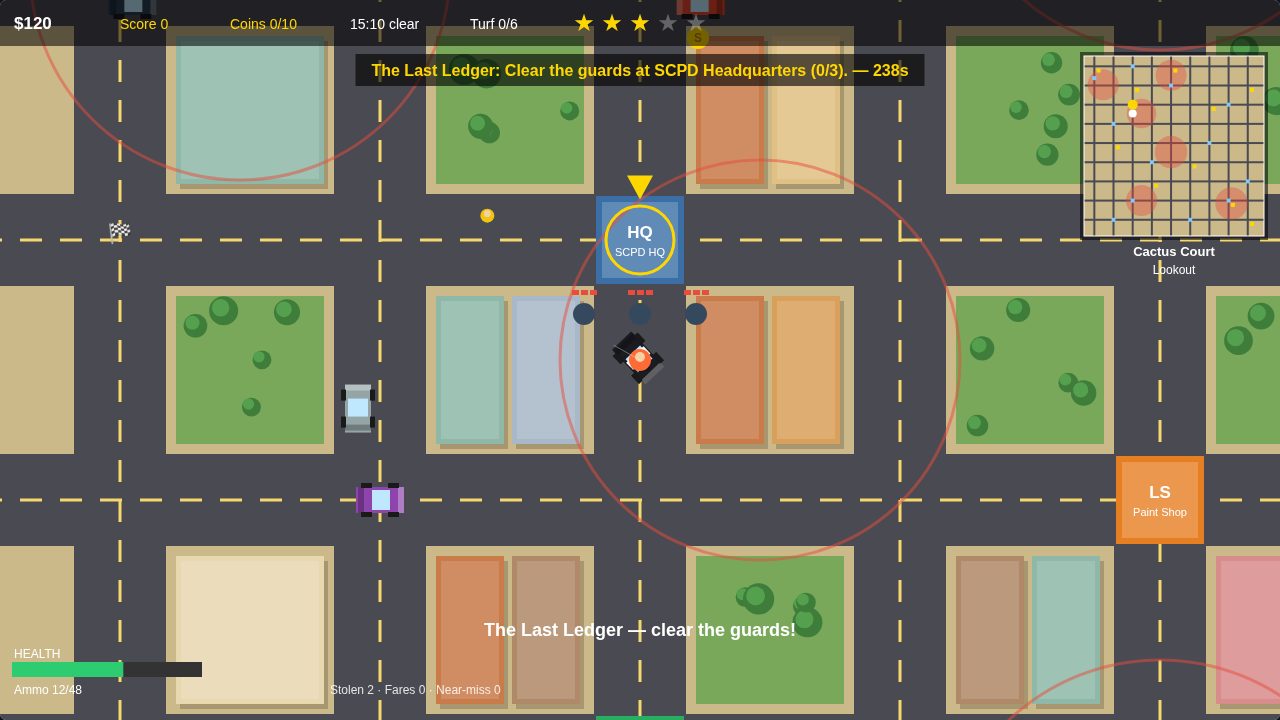 $120 Score 0 Coins 0/10 15:10 clear Turf 0/6
S
The Last Ledger: Clear the guards at SCPD Headquarters (0/3). — 238s
HQ
SCPD HQ
Cactus Court
Lookout
LS
Paint Shop
The Last Ledger — clear the guards!
HEALTH
Ammo 12/48
Stolen 2 · Fares 0 · Near-miss 0